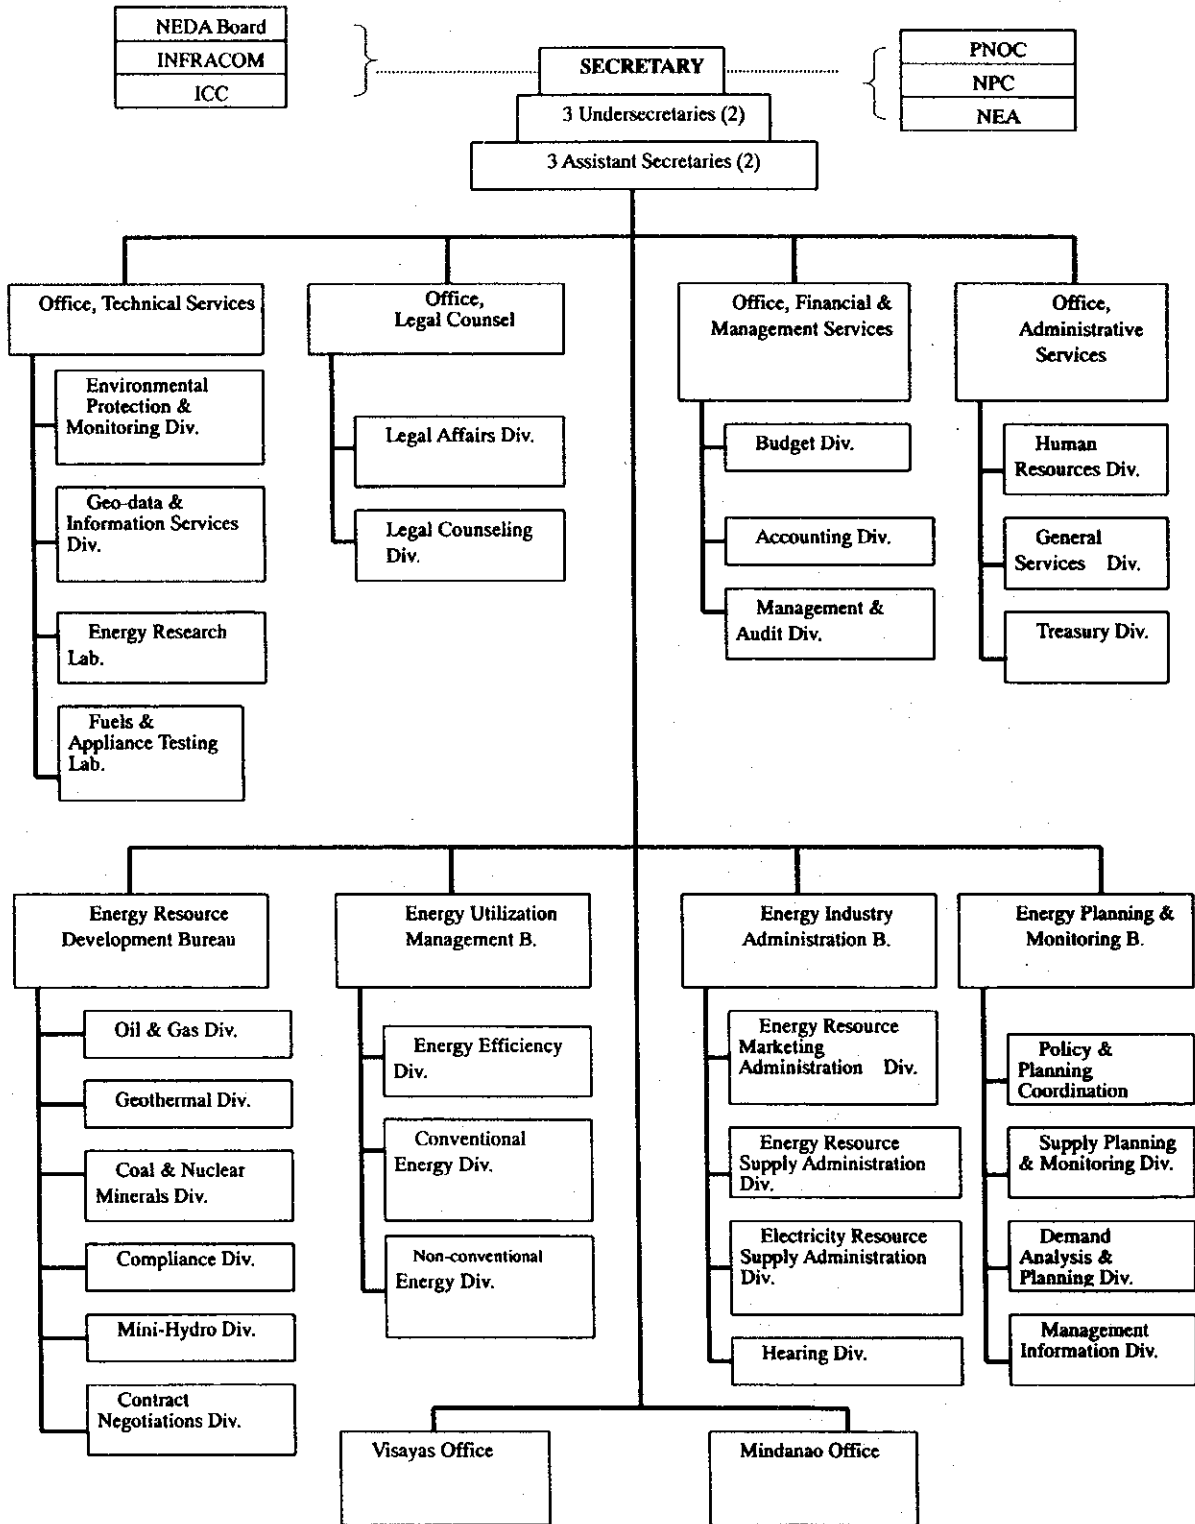 NEDA Board
INFRACOM
ICC
SECRETARY
3 Undersecretaries (2)
3 Assistant Secretaries (2)
PNOC
NPC
NEA
Office, Technical Services
Environmental
Protection &
Monitoring Div.
Geo-data &
Information Services
Div.
Energy Research
Lab.
Fuels &
Appliance Testing
Lab.
Office,
Legal Counsel
Legal Affairs Div.
Legal Counseling
Div.
Office, Financial &
Management Services
Budget Div.
Accounting Div.
Management &
Audit Div.
Office,
Administrative
Services
Human
Resources Div.
General
Services Div.
Treasury Div.
Energy Resource
Development Bureau
Oil & Gas Div.
Geothermal Div.
Coal & Nuclear
Minerals Div.
Compliance Div.
Mini-Hydro Div.
Contract
Negotiations Div.
Energy Utilization
Management B.
Energy Efficiency
Div.
Conventional
Energy Div.
Non-conventional
Energy Div.
Energy Industry
Administration B.
Energy Resource
Marketing
Administration Div.
Energy Resource
Supply Administration
Div.
Electricity Resource
Supply Administration
Div.
Hearing Div.
Energy Planning &
Monitoring B.
Policy &
Planning
Coordination
Supply Planning
& Monitoring Div.
Demand
Analysis &
Planning Div.
Management
Information Div.
Visayas Office
Mindanao Office